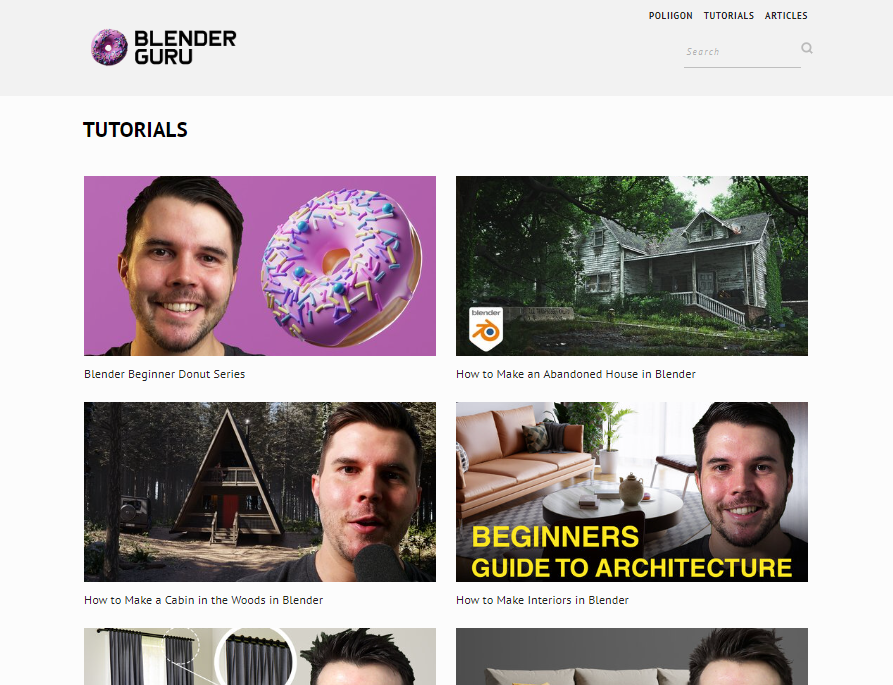 POLIIGON TUTORIALS ARTICLES
BLENDER
GURU
Search
TUTORIALS
blender
Blender Beginner Donut Series
How to Make an Abandoned House in Blender
BEGINNERS
GUIDE TO ARCHITECTURE
How to Make a Cabin in the Woods in Blender
How to Make Interiors in Blender